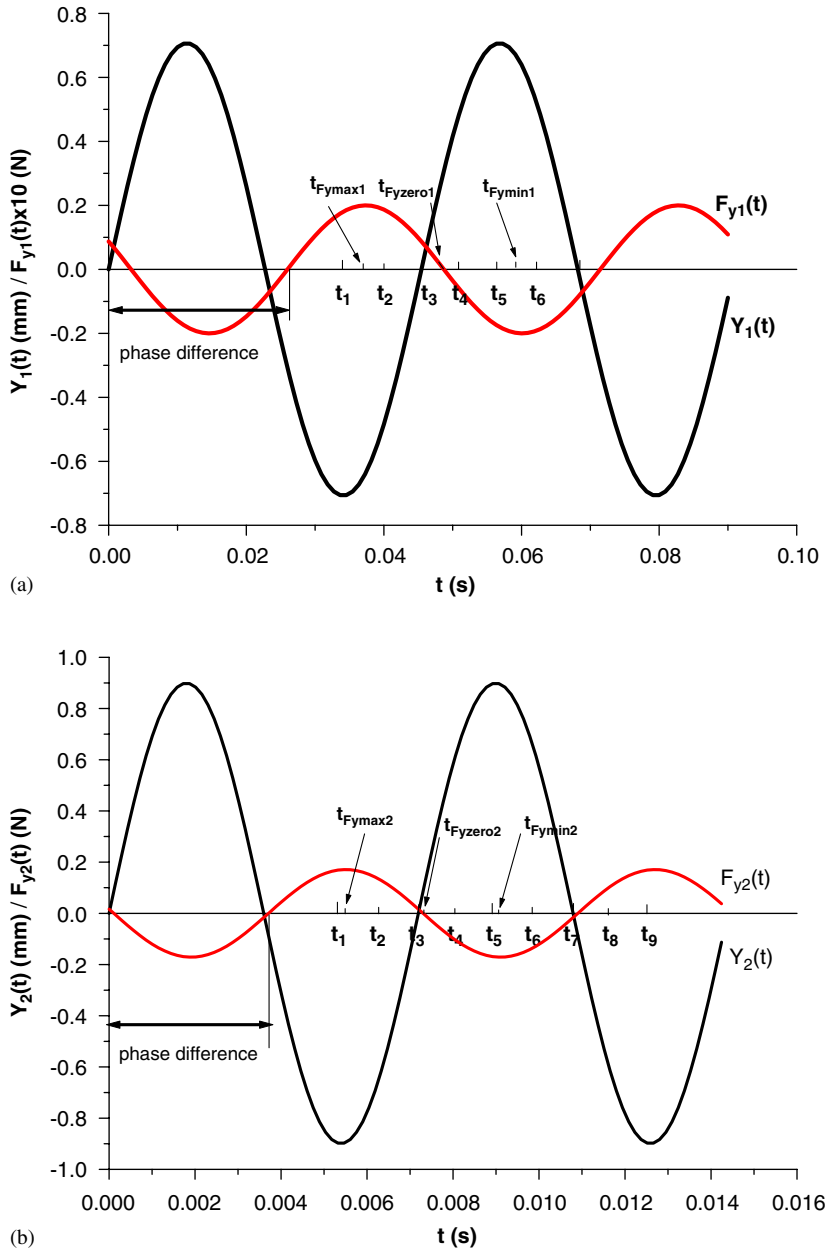 0.8
0.6
0.4
0.2
0.0
-0.2
-0.4
-0.6
-0.8
Y1(t) (mm) / Fy1(t)x10 (N)
tFymax1
tFyzero1
tFymin1
Fy1(t)
t1
t2
t3
t4
t5
t6
phase difference
Y1(t)
0.00
0.02
0.04
0.06
0.08
0.10
(a)
t (s)
1.0
0.8
0.6
0.4
0.2
0.0
-0.2
-0.4
-0.6
-0.8
-1.0
Y2(t) (mm) / Fy2(t) (N)
tFymax2
tFyzero2
tFymin2
Fy2(t)
t1
t2
t3
t4
t5
t6
t7
t8
t9
Y2(t)
phase difference
0.000
0.002
0.004
0.006
0.008
0.010
0.012
0.014
0.016
(b)
t (s)